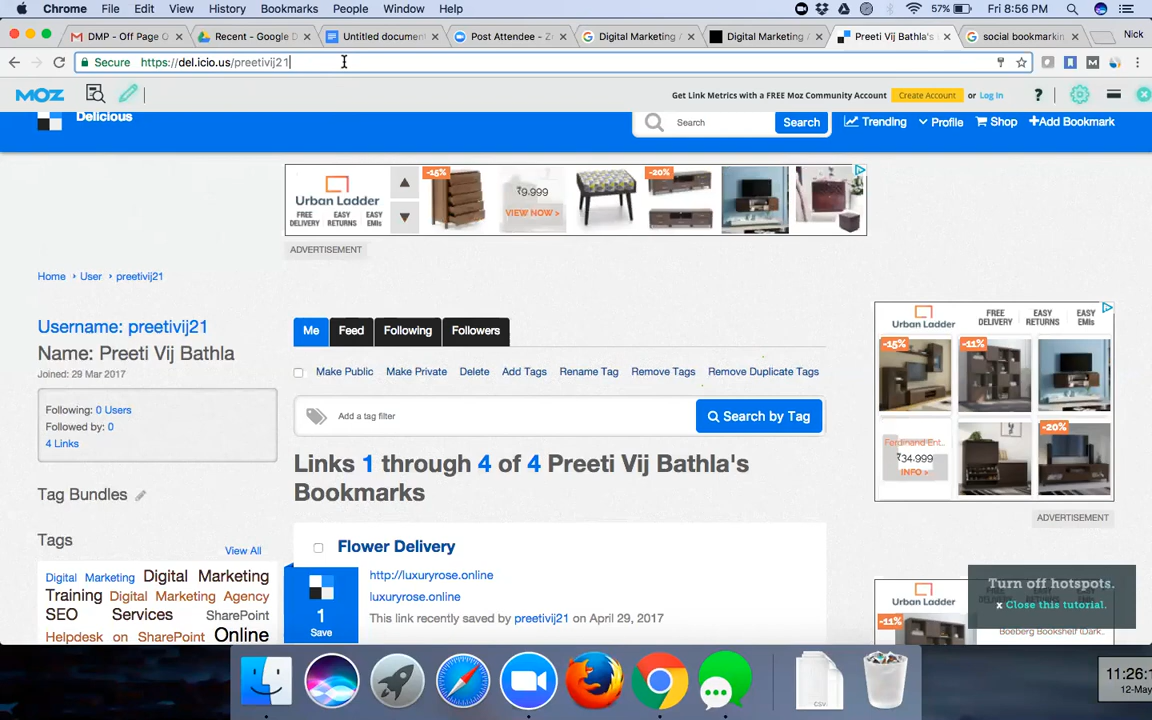 Chrome File Edit View History Bookmarks People Window Help 57% Fri 8:56 PM
DMP - Off Page O Recent - Google D Untitled document Post Attendee - Z Digital Marketing / Digital Marketing / Preeti Vij Bathla's social bookmarkin Nick
Secure https://del.icio.us/preetivij21
MOZ Get Link Metrics with a FREE Moz Community Account Create Account or Log In ?
Delicious Search Search Trending Profile Shop +Add Bookmark
Urban Ladder
FREE DELIVERY EASY RETURNS EASY EMIs
-15% ₹9,999 VIEW NOW > -20%
ADVERTISEMENT
Home User preetivij21
Username: preetivij21
Name: Preeti Vij Bathla
Joined: 29 Mar 2017
Following: 0 Users
Followed by: 0
4 Links
Tag Bundles
Tags
View All
Digital Marketing Digital Marketing
Training Digital Marketing Agency
SEO Services SharePoint
Helpdesk on SharePoint Online
Me Feed Following Followers
Make Public Make Private Delete Add Tags Rename Tag Remove Tags Remove Duplicate Tags
Add a tag filter Search by Tag
Links 1 through 4 of 4 Preeti Vij Bathla's
Bookmarks
Flower Delivery
http://luxuryrose.online
luxuryrose.online
This link recently saved by preetivij21 on April 29, 2017
1
Save
Urban Ladder
FREE DELIVERY EASY RETURNS EASY EMIs
-15% -11%
-20%
Ferdinand Ent..
₹34,999
INFO >
ADVERTISEMENT
Urban Ladder
-11%
Boeberg Bookshelf (Dark..
Turn off hotspots.
x Close this tutorial.
CSV
11:26:1
12-May